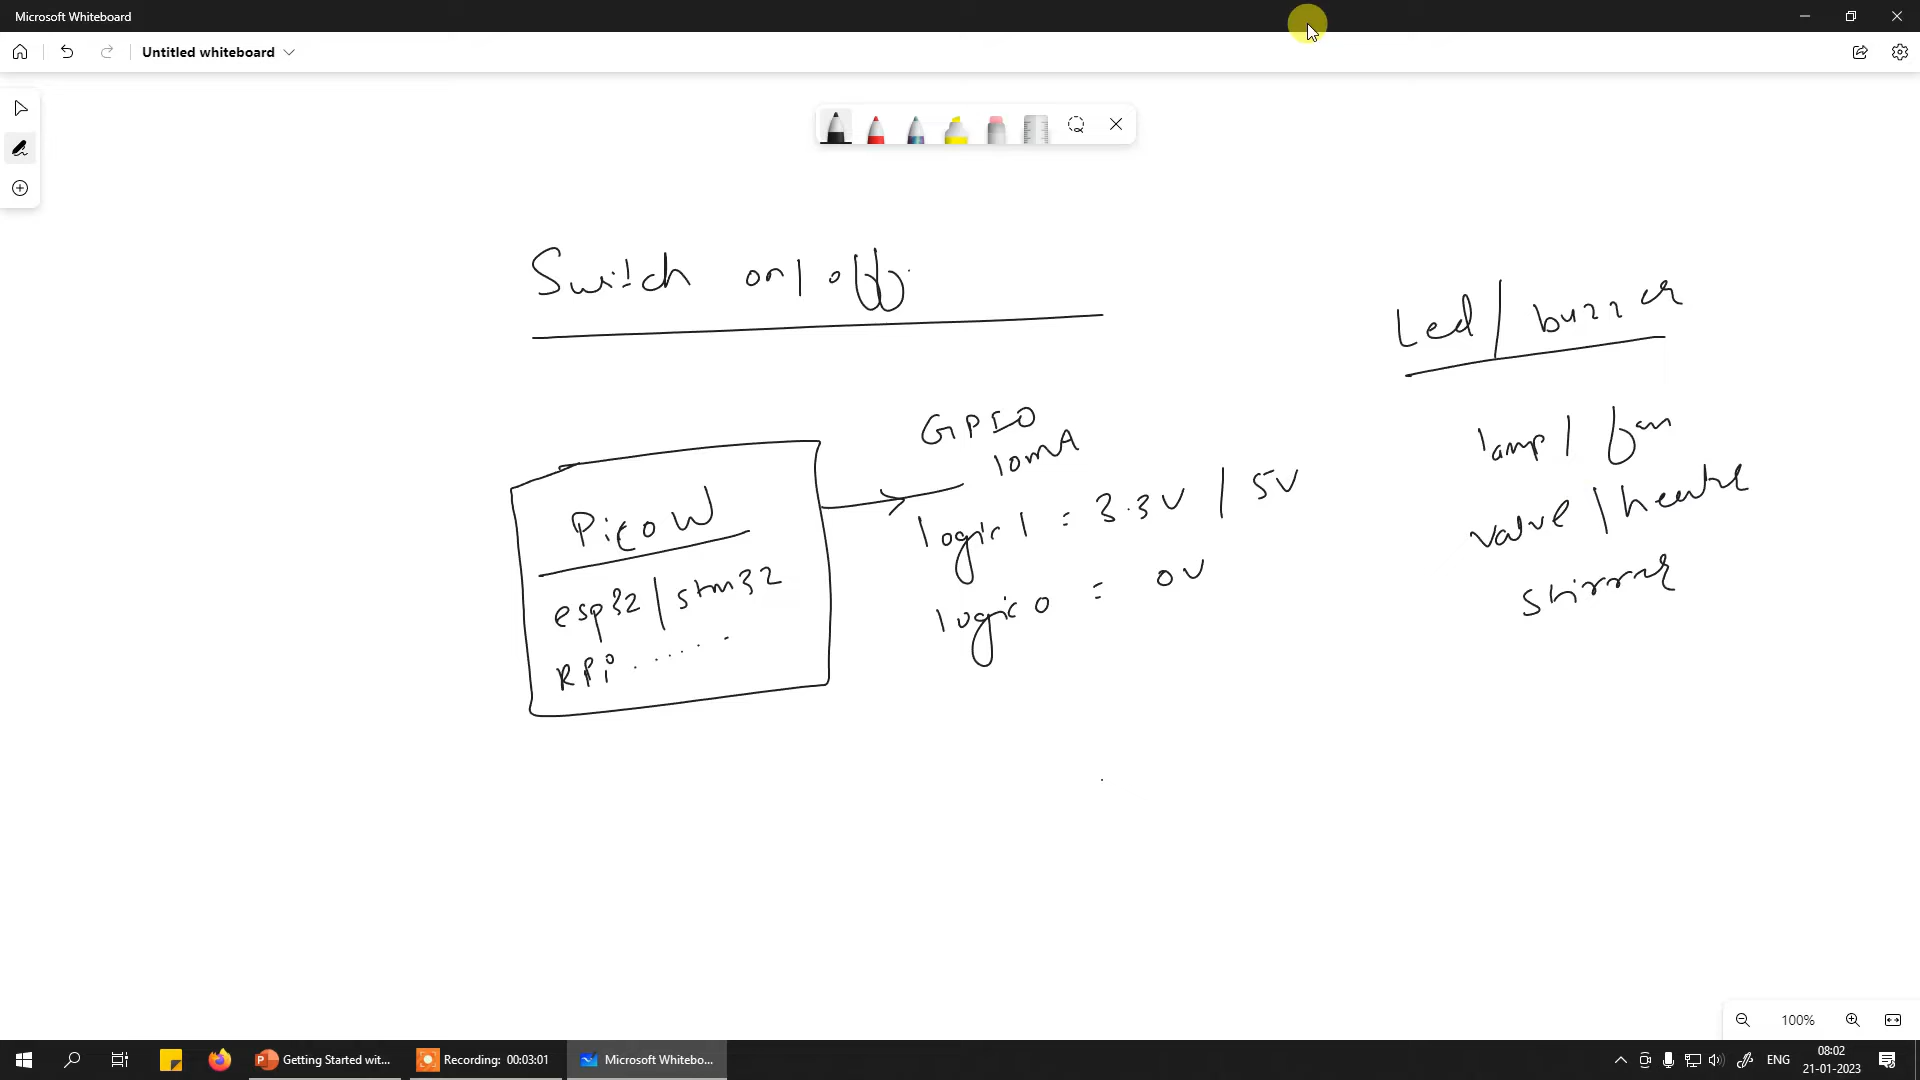 Microsoft Whiteboard
Untitled whiteboard
Switch on/off
Led/buzzer
GPIO
10mA
lamp/fan
logic 1 = 3.3V / 5V
valve/heater
Pico W
logic 0 = 0V
stirrer
esp32/stm32
RPi ......
100%
Getting Started wit...
Recording: 00:03:01
Microsoft Whitebo...
ENG
08:02
21-01-2023